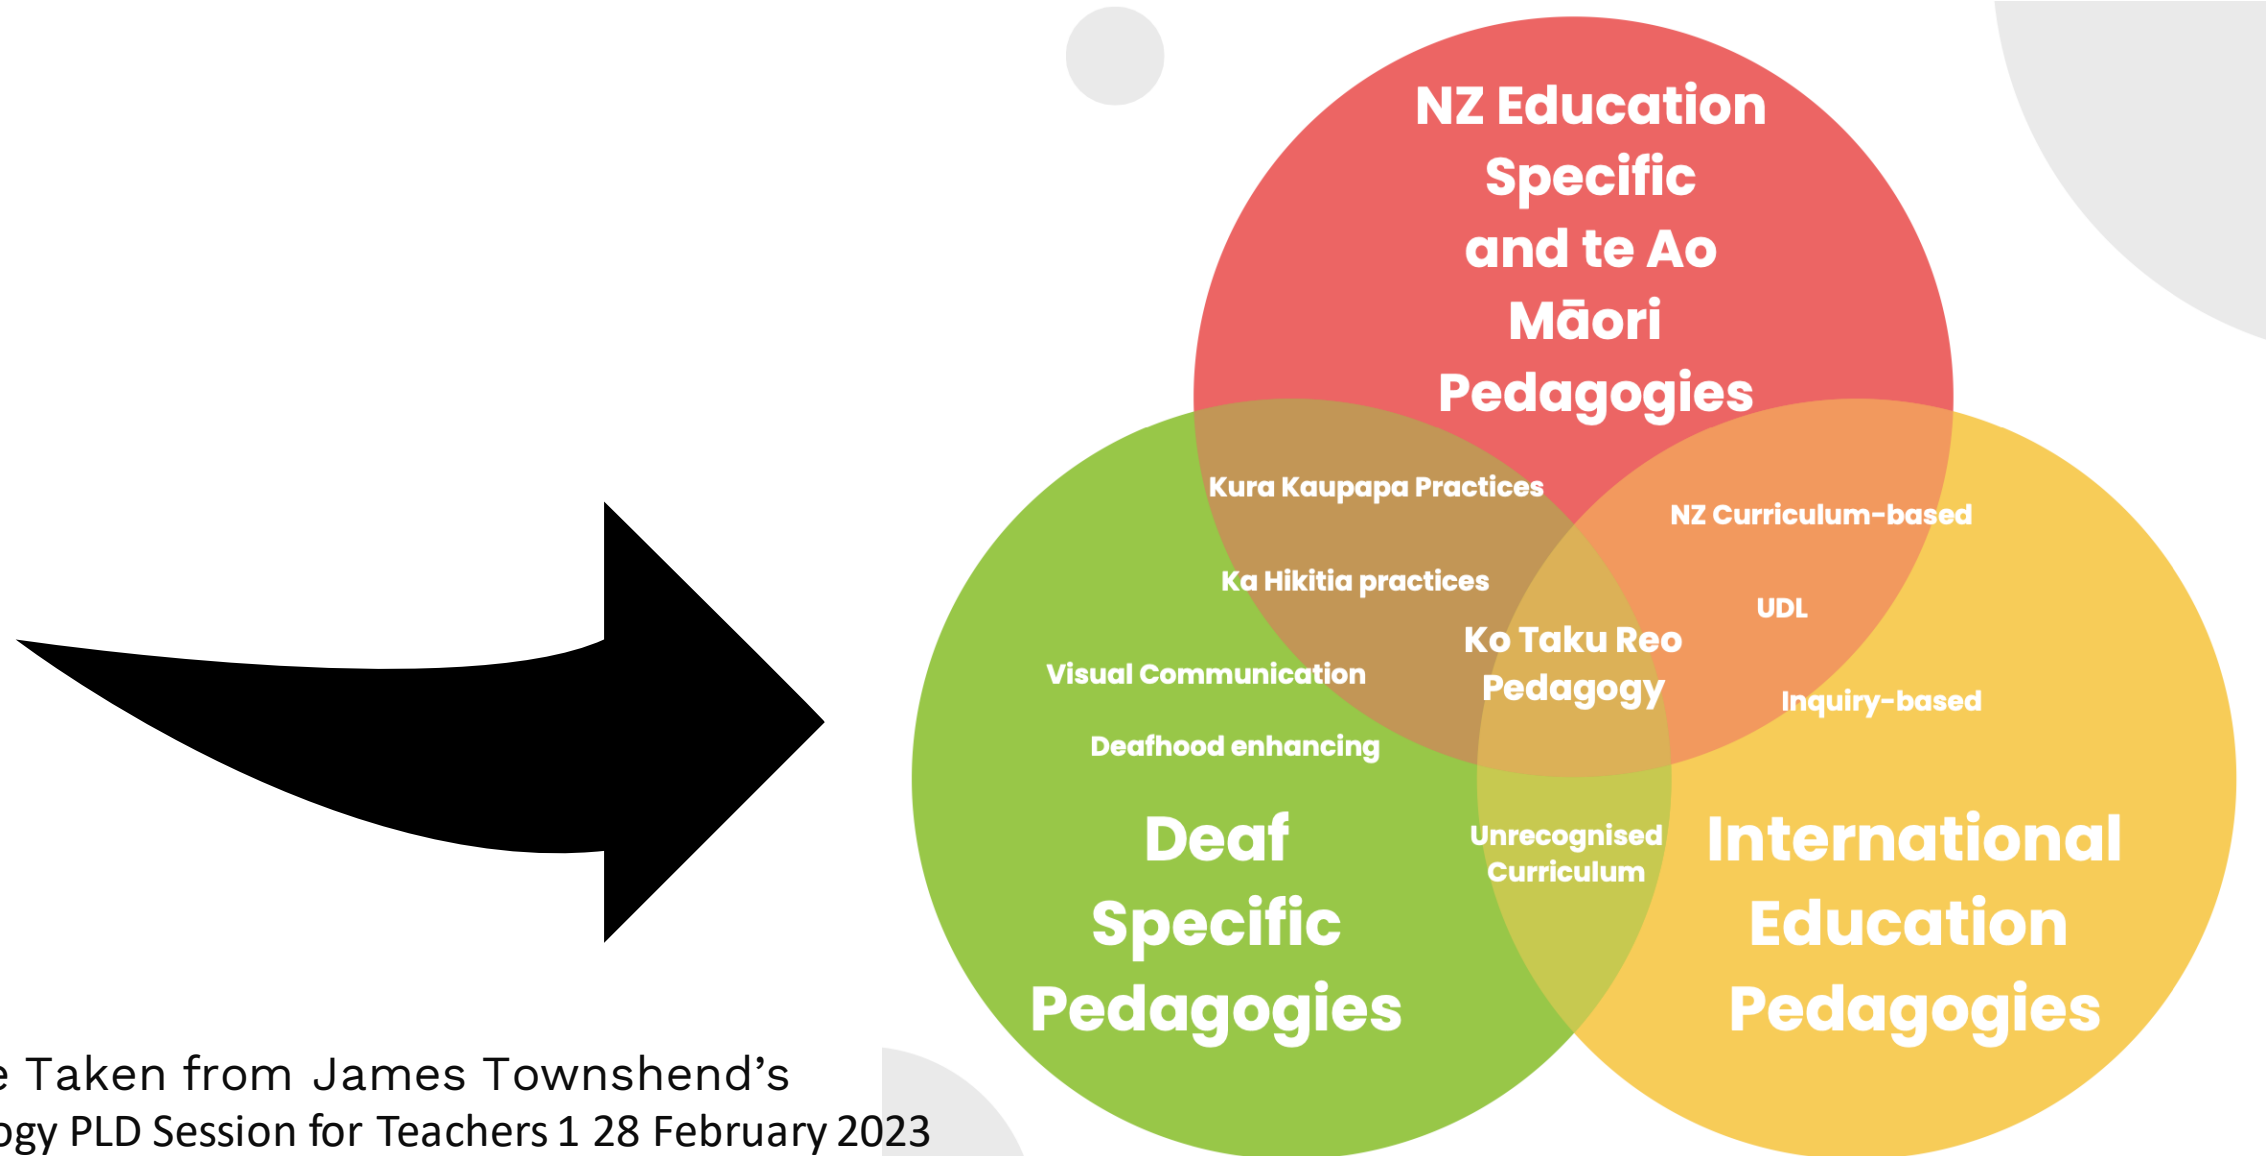 NZ Education
Specific
and te Ao
Māori
Pedagogies
Kura Kaupapa Practices
NZ Curriculum-based
Ka Hikitia practices
UDL
Ko Taku Reo
Pedagogy
Visual Communication
Inquiry-based
Deafhood enhancing
Unrecognised
Curriculum
Deaf
Specific
Pedagogies
International
Education
Pedagogies
Taken from James Townshend’s
PLD Session for Teachers 1 28 February 2023